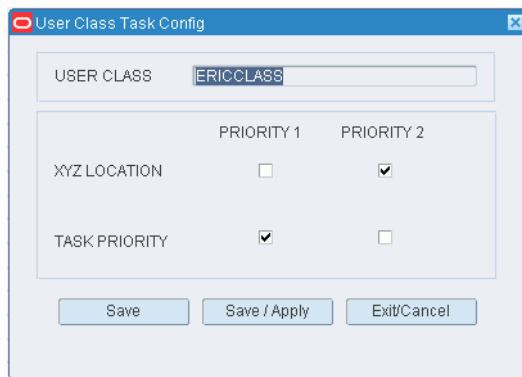 User Class Task Config
USER CLASS ERICCLASS
PRIORITY 1 PRIORITY 2
XYZ LOCATION
TASK PRIORITY
Save Save / Apply Exit/Cancel